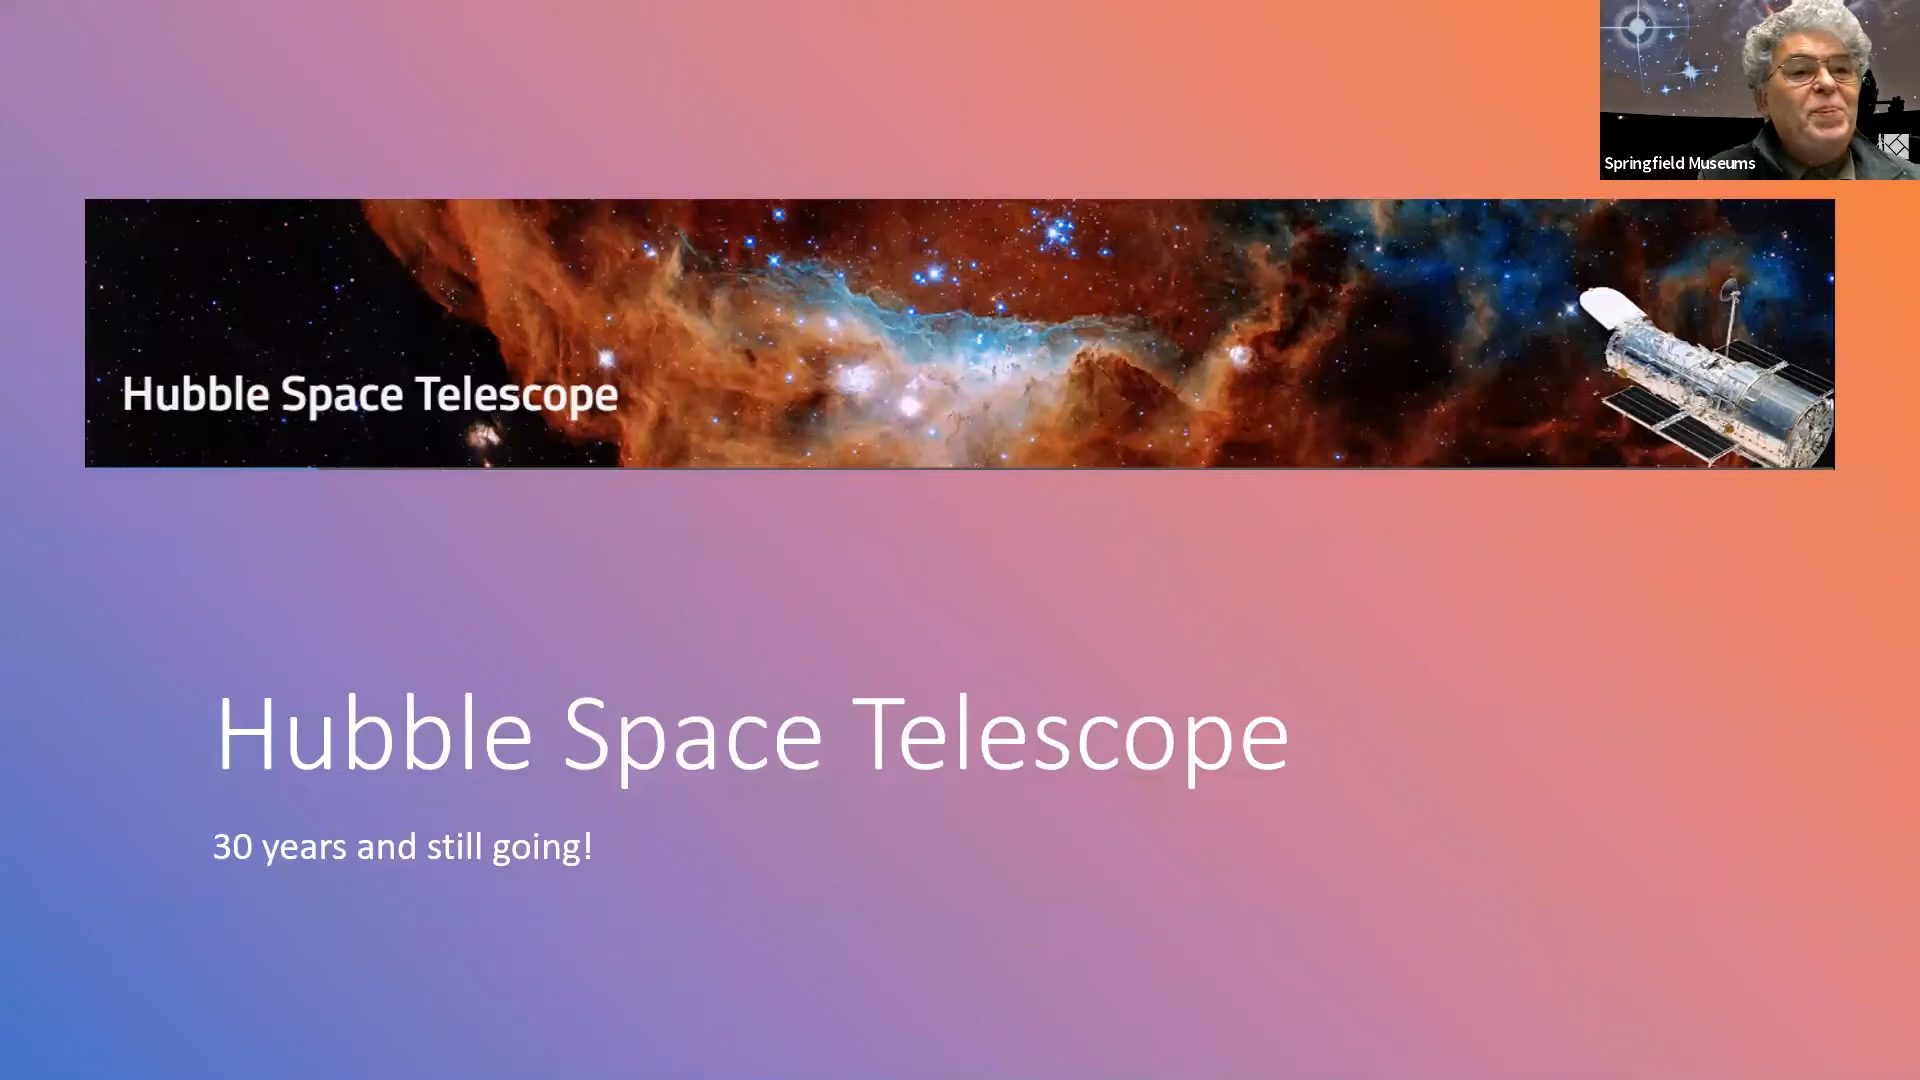 Springfield Museums
Hubble Space Telescope
Hubble Space Telescope
30 years and still going!